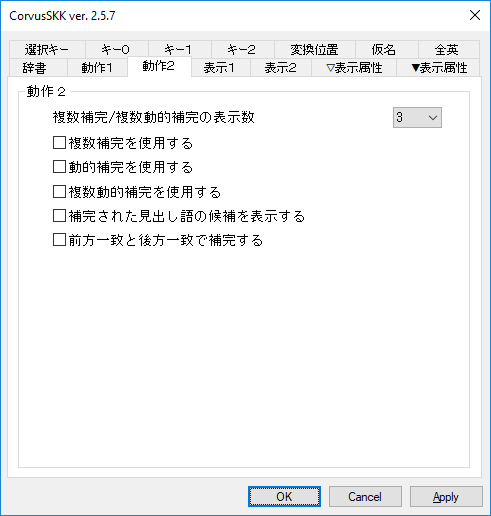 CorvusSKK ver. 2.5.7
選択キー キー０ キー１ キー２ 変換位置 仮名 全英
辞書 動作１ 動作２ 表示１ 表示２ ▽表示属性 ▼表示属性
動作２
複数補完/複数動的補完の表示数 3
複数補完を使用する
動的補完を使用する
複数動的補完を使用する
補完された見出し語の候補を表示する
前方一致と後方一致で補完する
OK Cancel Apply